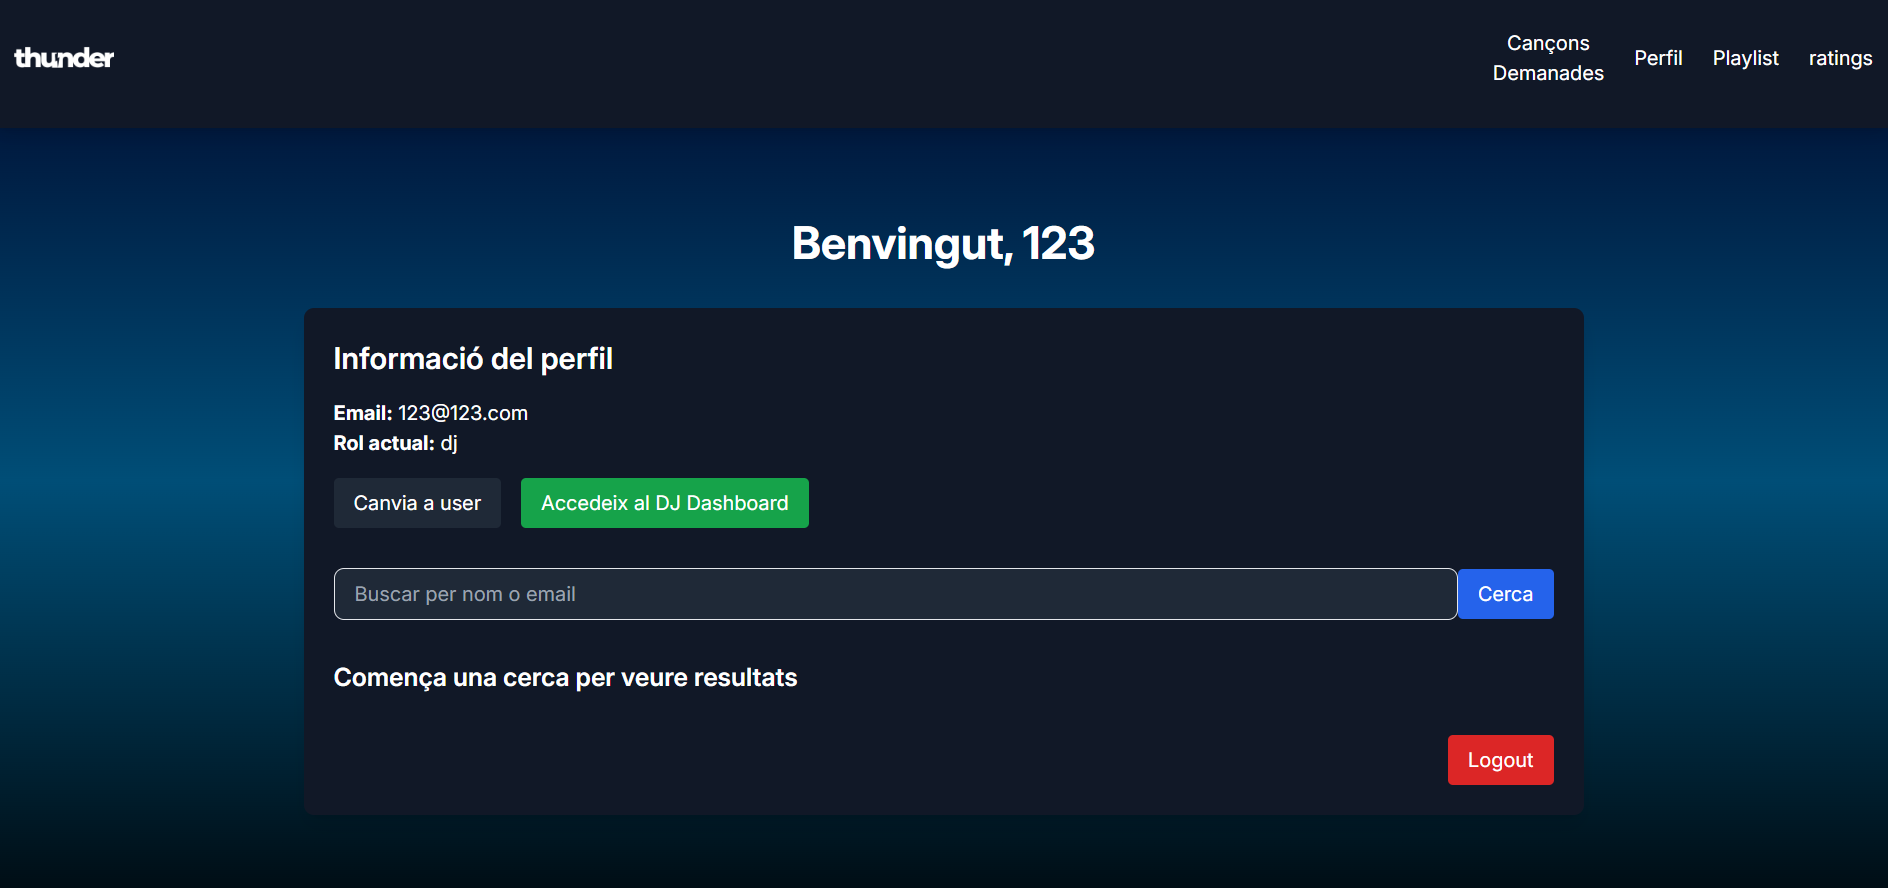 thunder
Cançons
Demanades
Perfil
Playlist
ratings
Benvingut, 123
Informació del perfil
Email: 123@123.com
Rol actual: dj
Canvia a user
Accedeix al DJ Dashboard
Buscar per nom o email
Cerca
Comença una cerca per veure resultats
Logout